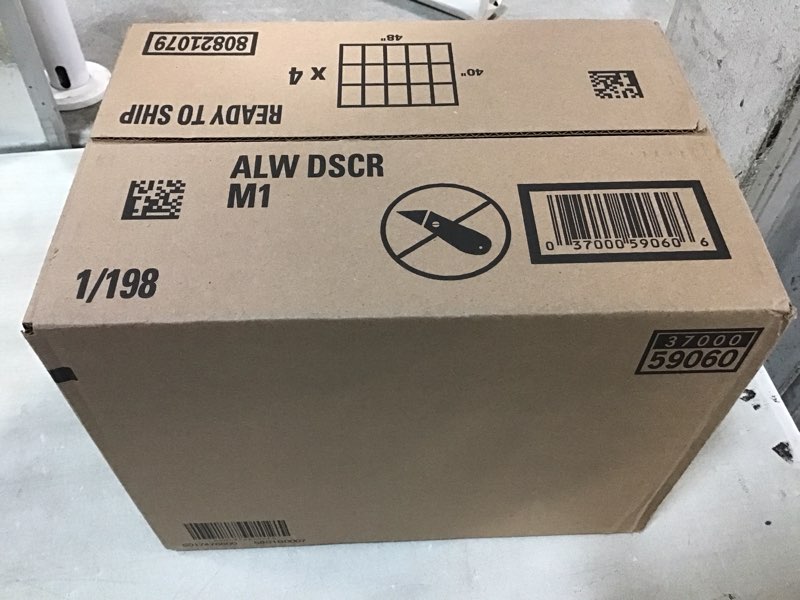 80821079
48"
40"
x 4
READY TO SHIP
ALW DSCR
M1
0 37000 59060 6
1/198
37000
59060